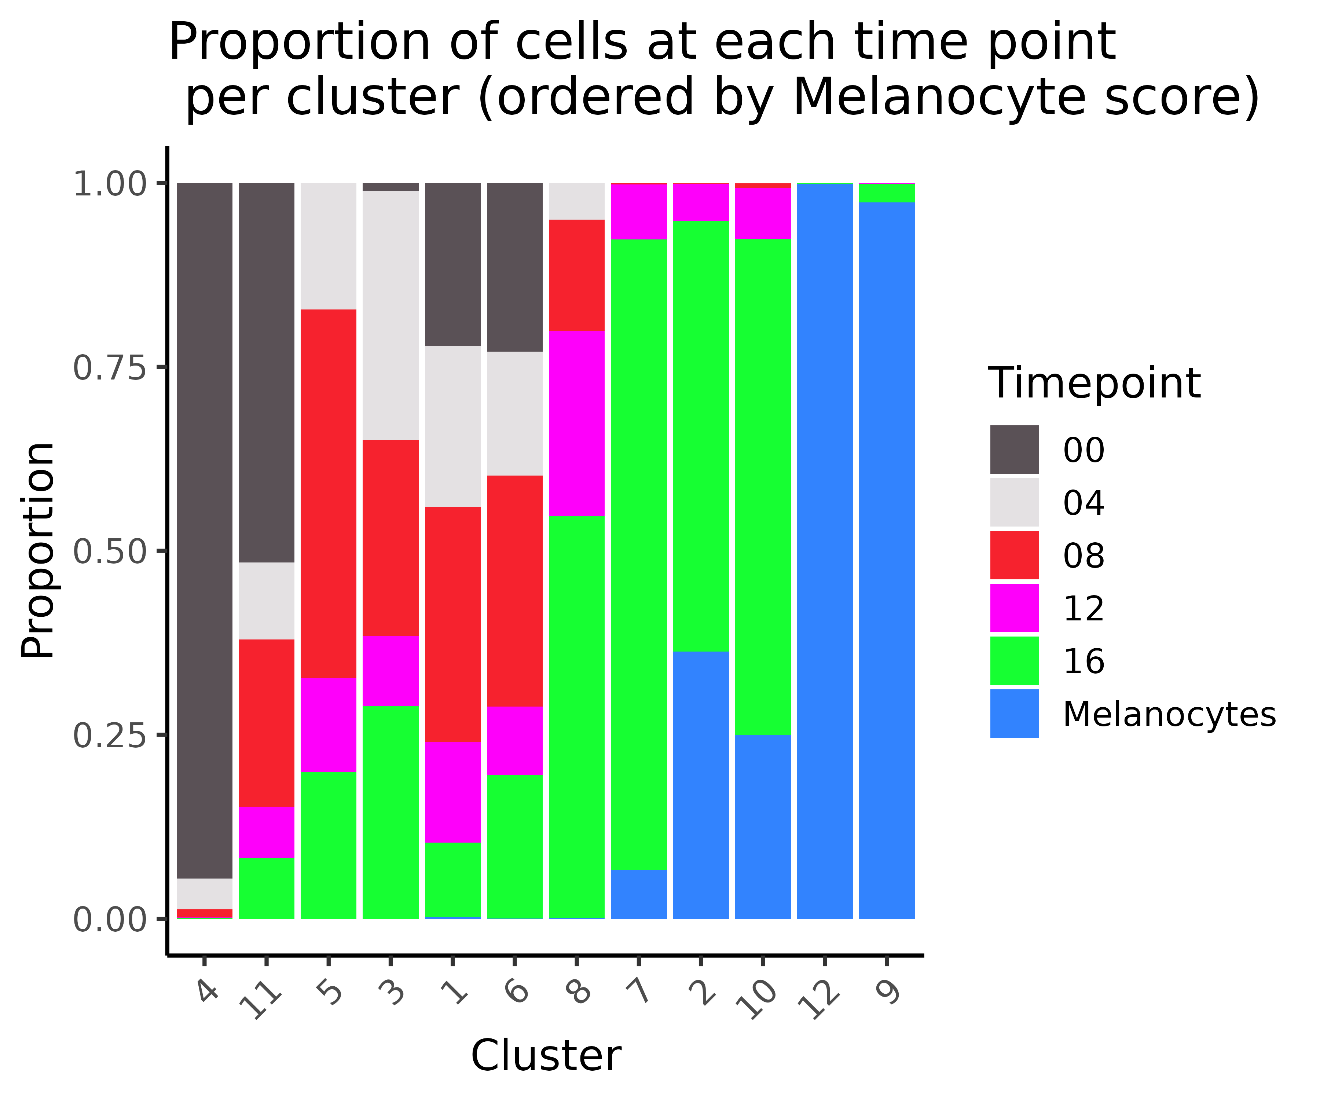 Proportion of cells at each time point
per cluster (ordered by Melanocyte score)
1.00
0.75
0.50
0.25
0.00
Proportion
4 11 5 3 1 6 8 7 2 10 12 9
Cluster
Timepoint
00
04
08
12
16
Melanocytes